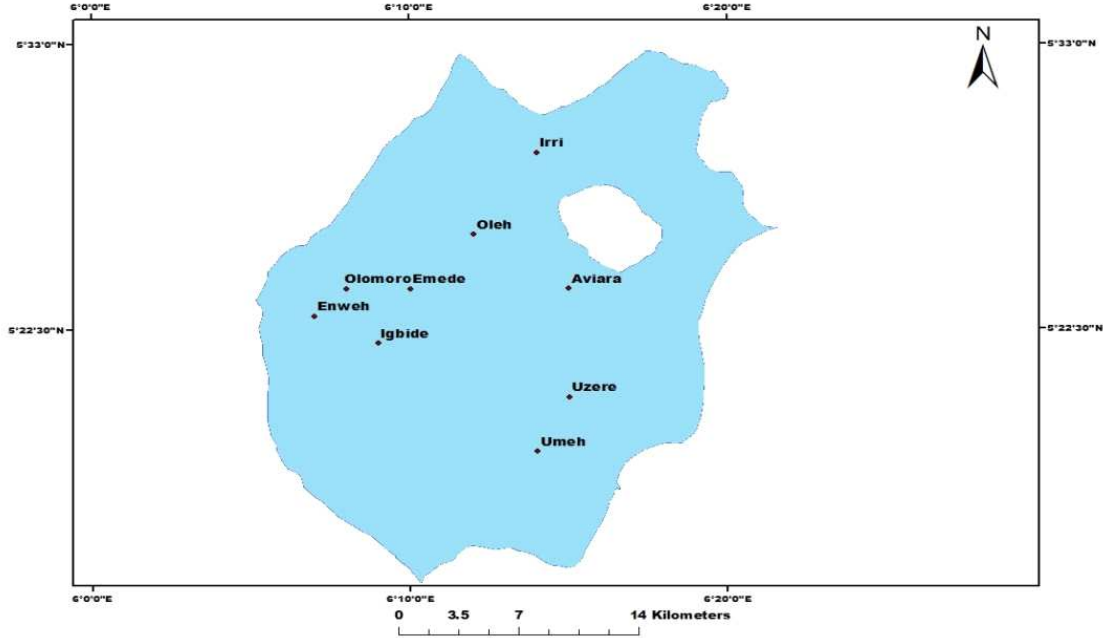 6°0'0"E 6°10'0"E 6°20'0"E
5°33'0"N 5°33'0"N
N
Irri
Oleh
OlomoroEmede Aviara
Enweh
5°22'30"N 5°22'30"N
Igbide
Uzere
Umeh
6°0'0"E 6°10'0"E 6°20'0"E
0 3.5 7 14 Kilometers